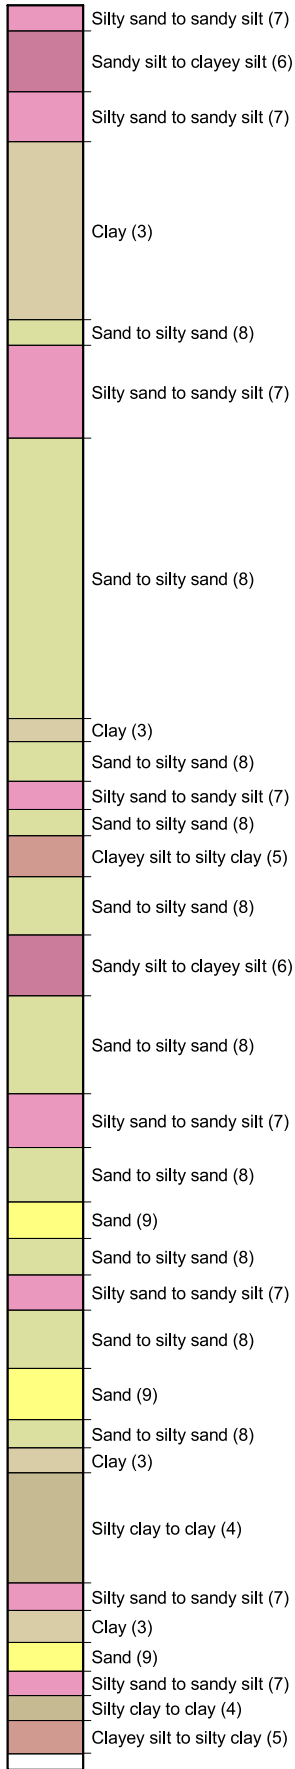 Silty sand to sandy silt (7)
Sandy silt to clayey silt (6)
Silty sand to sandy silt (7)
Clay (3)
Sand to silty sand (8)
Silty sand to sandy silt (7)
Sand to silty sand (8)
Clay (3)
Sand to silty sand (8)
Silty sand to sandy silt (7)
Sand to silty sand (8)
Clayey silt to silty clay (5)
Sand to silty sand (8)
Sandy silt to clayey silt (6)
Sand to silty sand (8)
Silty sand to sandy silt (7)
Sand to silty sand (8)
Sand (9)
Sand to silty sand (8)
Silty sand to sandy silt (7)
Sand to silty sand (8)
Sand (9)
Sand to silty sand (8)
Clay (3)
Silty clay to clay (4)
Silty sand to sandy silt (7)
Clay (3)
Sand (9)
Silty sand to sandy silt (7)
Silty clay to clay (4)
Clayey silt to silty clay (5)